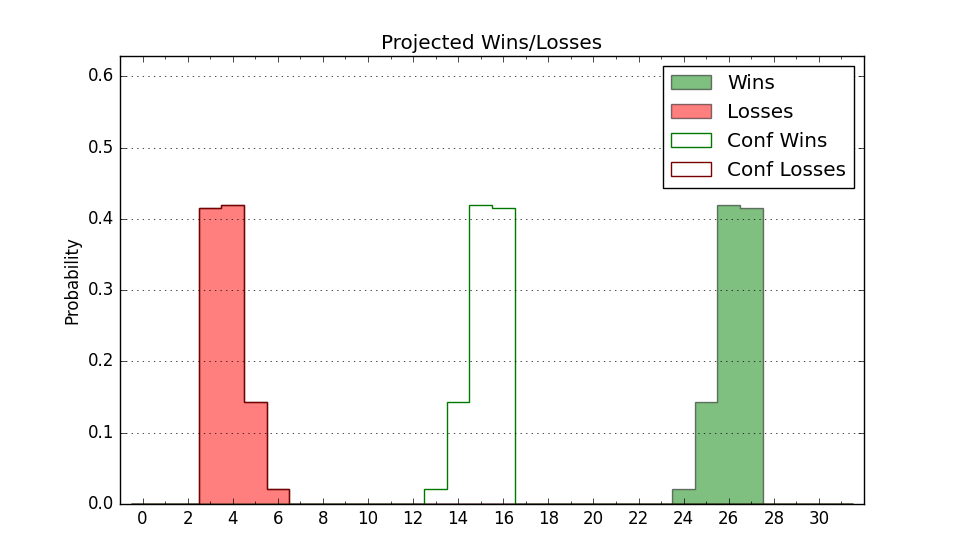 Projected Wins/Losses
Wins
Losses
Conf Wins
Conf Losses
Probability
0.6
0.5
0.4
0.3
0.2
0.1
0.0
0 2 4 6 8 10 12 14 16 18 20 22 24 26 28 30